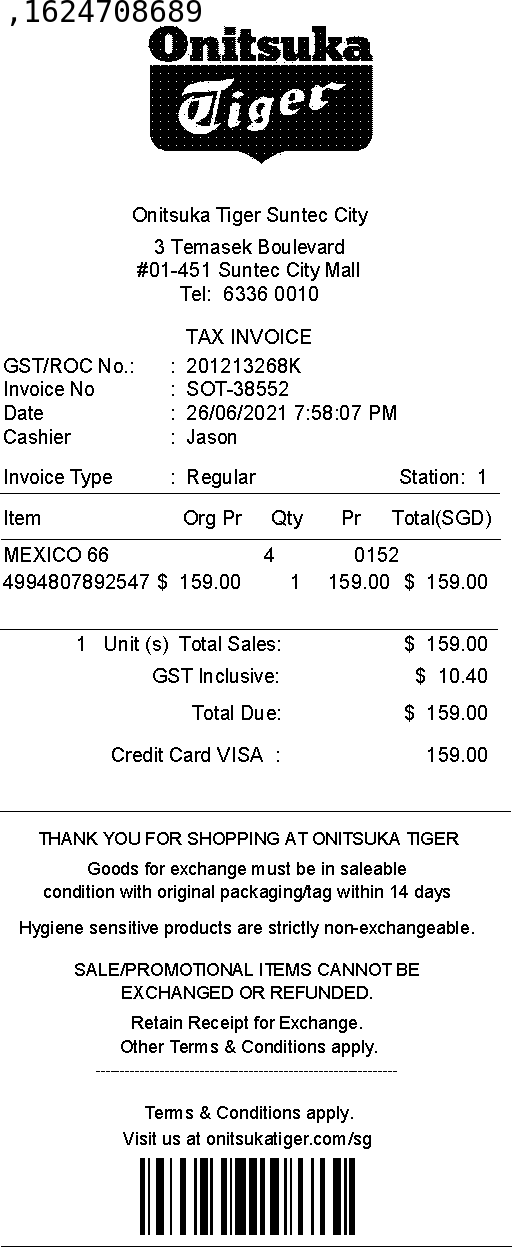 ,1624708689
Onitsuka
Tiger
Onitsuka Tiger Suntec City
3 Temasek Boulevard
#01-451 Suntec City Mall
Tel: 6336 0010
TAX INVOICE
GST/ROC No.: : 201213268K
Invoice No : SOT-38552
Date : 26/06/2021 7:58:07 PM
Cashier : Jason
Invoice Type : Regular Station: 1
Item Org Pr Qty Pr Total(SGD)
MEXICO 66 4 0152
4994807892547 $ 159.00 1 159.00 $ 159.00
1 Unit (s) Total Sales: $ 159.00
GST Inclusive: $ 10.40
Total Due: $ 159.00
Credit Card VISA : 159.00
THANK YOU FOR SHOPPING AT ONITSUKA TIGER
Goods for exchange must be in saleable
condition with original packaging/tag within 14 days
Hygiene sensitive products are strictly non-exchangeable.
SALE/PROMOTIONAL ITEMS CANNOT BE
EXCHANGED OR REFUNDED.
Retain Receipt for Exchange.
Other Terms & Conditions apply.
Terms & Conditions apply.
Visit us at onitsukatiger.com/sg